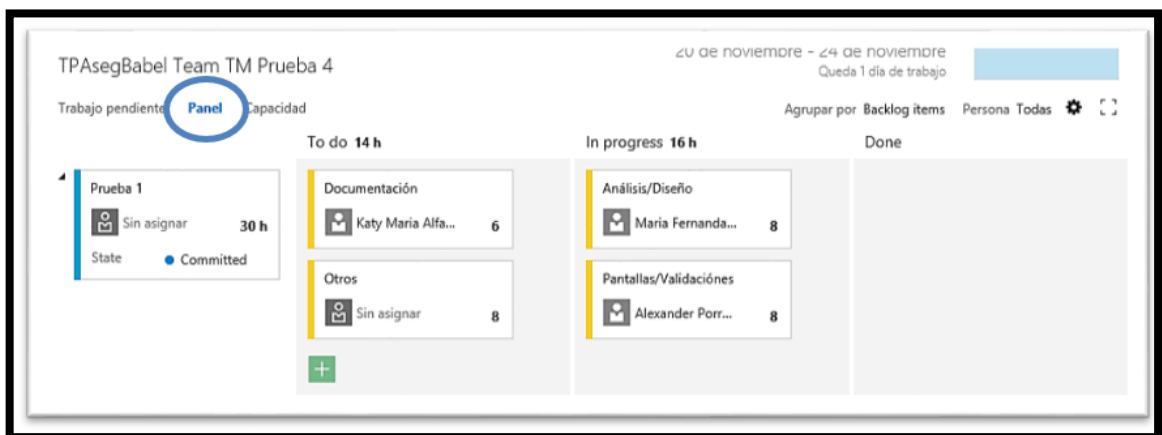 TPAsegBabel Team TM Prueba 4
20 de noviembre - 24 de noviembre
Queda 1 día de trabajo
Trabajo pendiente Panel Capacidad
Agrupar por Backlog items Persona Todas
To do 14 h
In progress 16 h
Done
Prueba 1
Sin asignar 30 h
State Committed
Documentación
Katy Maria Alfa... 6
Otros
Sin asignar 8
Análisis/Diseño
Maria Fernanda... 8
Pantallas/Validaciónes
Alexander Porr... 8